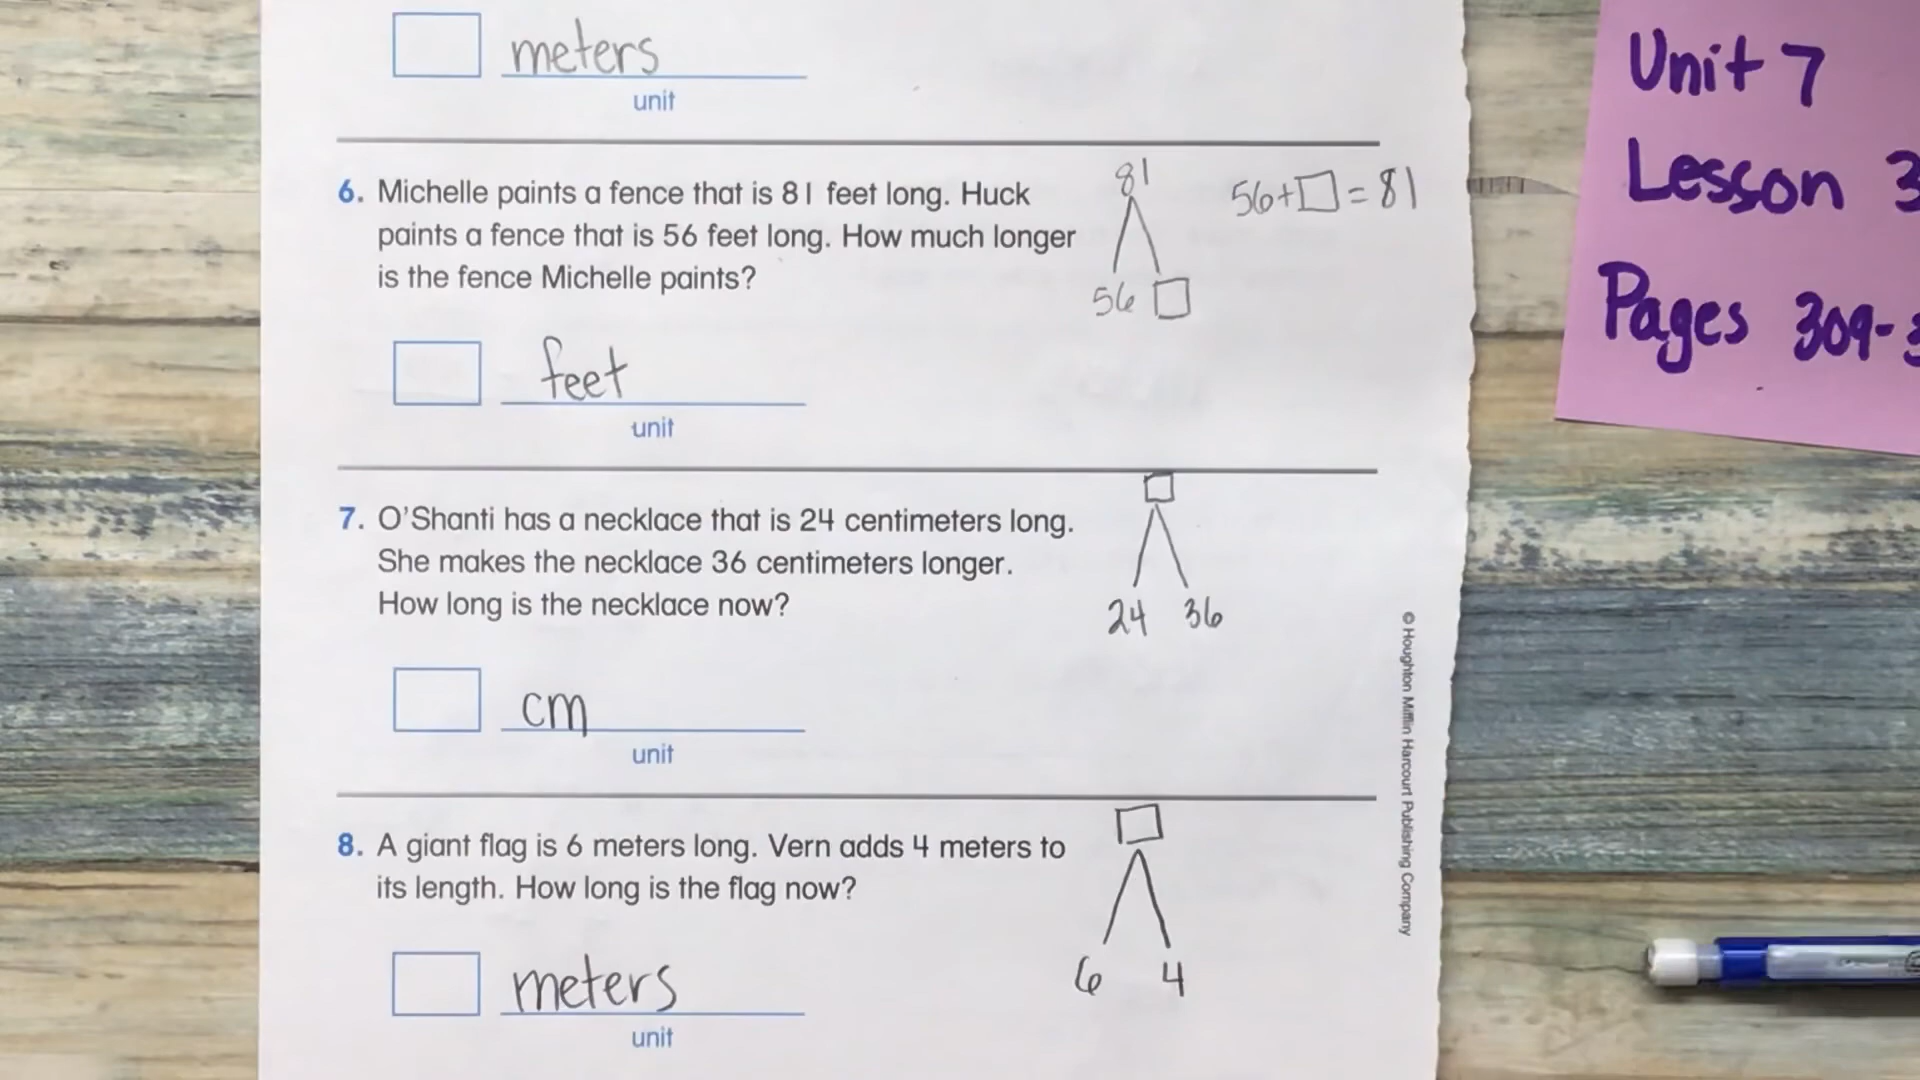 meters
unit
6. Michelle paints a fence that is 81 feet long. Huck
paints a fence that is 56 feet long. How much longer
is the fence Michelle paints?
81
56 □
56+□=81
feet
unit
7. O'Shanti has a necklace that is 24 centimeters long.
She makes the necklace 36 centimeters longer.
How long is the necklace now?
□
24 36
cm
unit
8. A giant flag is 6 meters long. Vern adds 4 meters to
its length. How long is the flag now?
□
6 4
meters
unit
© Houghton Mifflin Harcourt Publishing Company
Unit 7
Lesson 3
Pages 309-